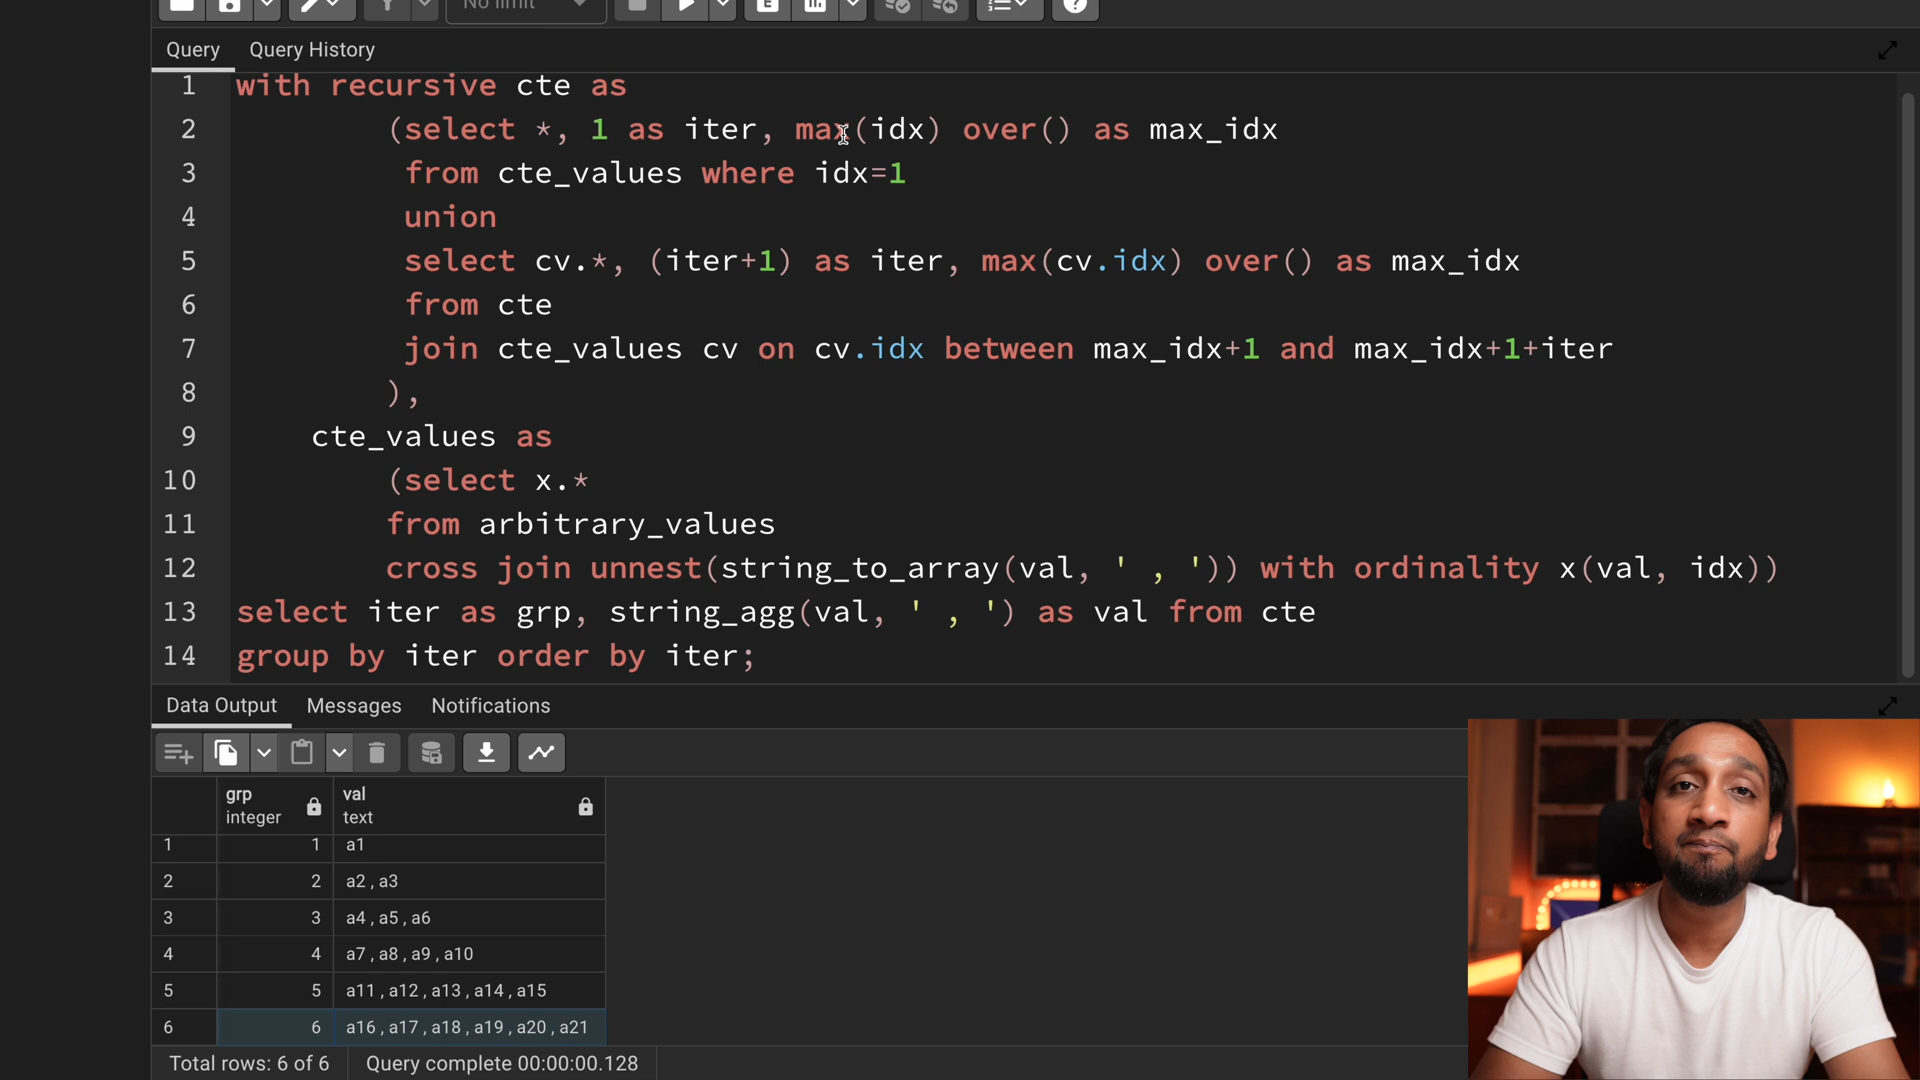 No limit
Query Query History
1 with recursive cte as
2 (select *, 1 as iter, max(idx) over() as max_idx
3 from cte_values where idx=1
4 union
5 select cv.*, (iter+1) as iter, max(cv.idx) over() as max_idx
6 from cte
7 join cte_values cv on cv.idx between max_idx+1 and max_idx+1+iter
8 ),
9 cte_values as
10 (select x.*
11 from arbitrary_values
12 cross join unnest(string_to_array(val, ' , ')) with ordinality x(val, idx))
13 select iter as grp, string_agg(val, ' , ') as val from cte
14 group by iter order by iter;
Data Output Messages Notifications
grp val
integer text
1 1 a1
2 2 a2 , a3
3 3 a4 , a5 , a6
4 4 a7 , a8 , a9 , a10
5 5 a11 , a12 , a13 , a14 , a15
6 6 a16 , a17 , a18 , a19 , a20 , a21
Total rows: 6 of 6 Query complete 00:00:00.128